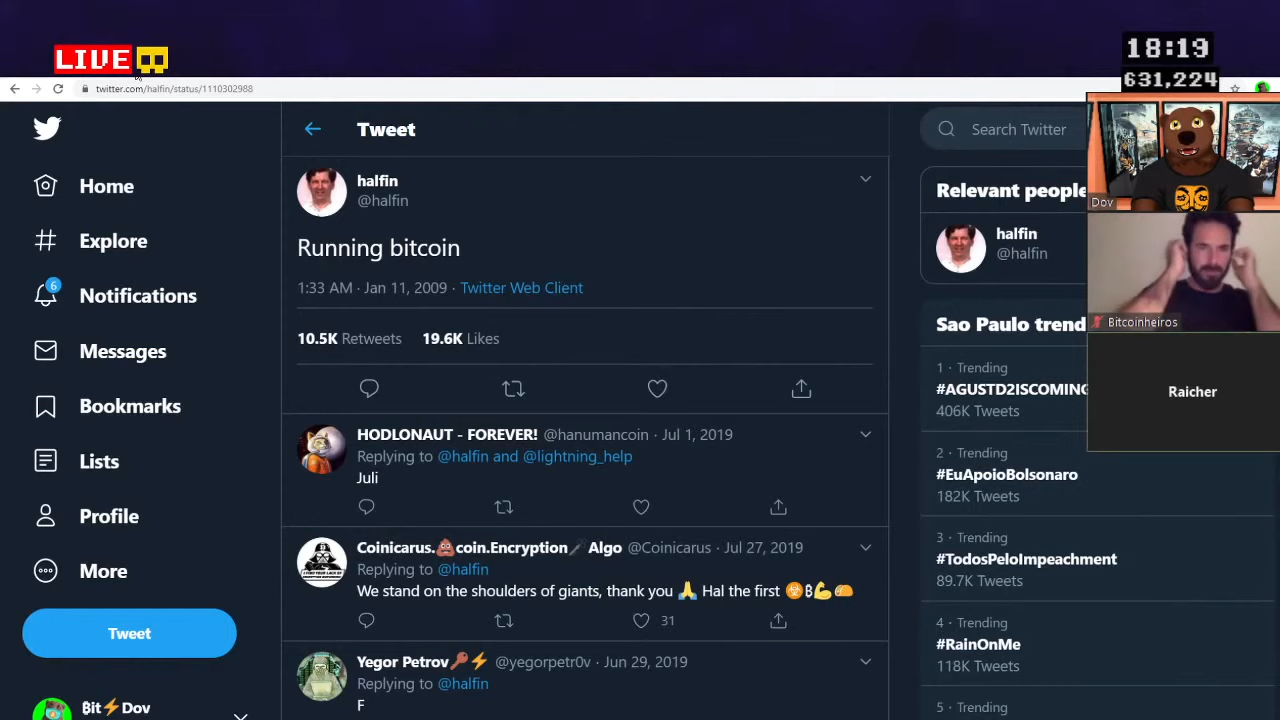 LIVE
18:19
631,224
twitter.com/halfin/status/1110302988
Home
Explore
6
Notifications
Messages
Bookmarks
Lists
Profile
More
Tweet
₿it⚡Dov
Tweet
halfin
@halfin
Running bitcoin
1:33 AM · Jan 11, 2009 · Twitter Web Client
10.5K Retweets 19.6K Likes
HODLONAUT - FOREVER! @hanumancoin · Jul 1, 2019
Replying to @halfin and @lightning_help
Juli
Coinicarus.💩coin.Encryption🗝Algo @Coinicarus · Jul 27, 2019
Replying to @halfin
We stand on the shoulders of giants, thank you 🙏 Hal the first ☣️₿💪🌮
31
Yegor Petrov🔑⚡ @yegorpetr0v · Jun 29, 2019
Replying to @halfin
F
Search Twitter
Relevant people
halfin
@halfin
Sao Paulo trend
1 · Trending
#AGUSTD2ISCOMING
406K Tweets
2 · Trending
#EuApoioBolsonaro
182K Tweets
3 · Trending
#TodosPeloImpeachment
89.7K Tweets
4 · Trending
#RainOnMe
118K Tweets
5 · Trending
Dov
Bitcoinheiros
Raicher